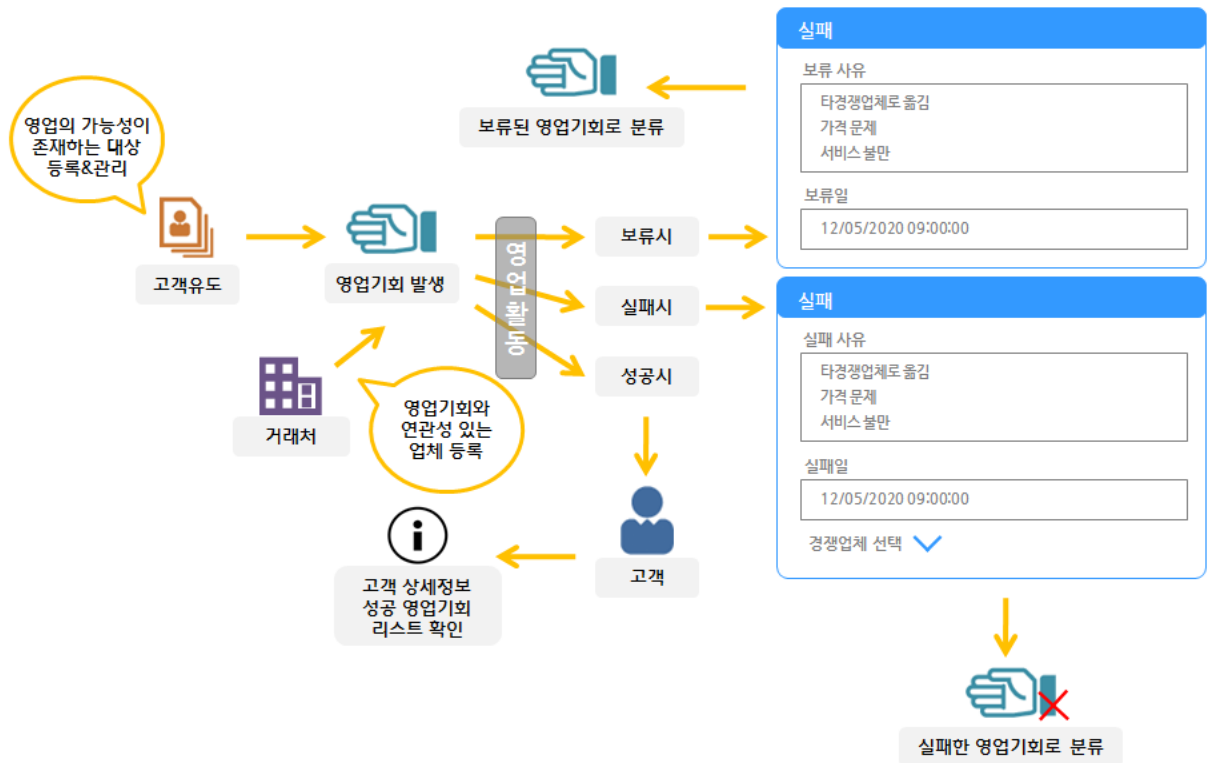 실패
보류 사유
타경쟁업체로 옮김
가격 문제
서비스 불만
보류일
12/05/2020 09:00:00
보류된 영업기회로 분류
영업의 가능성이
존재하는 대상
등록&관리
고객유도
영업기회 발생
영업활동
보류시
실패시
성공시
거래처
영업기회와
연관성 있는
업체 등록
고객
고객 상세정보
성공 영업기회
리스트 확인
실패
실패 사유
타경쟁업체로 옮김
가격 문제
서비스 불만
실패일
12/05/2020 09:00:00
경쟁업체 선택
실패한 영업기회로 분류